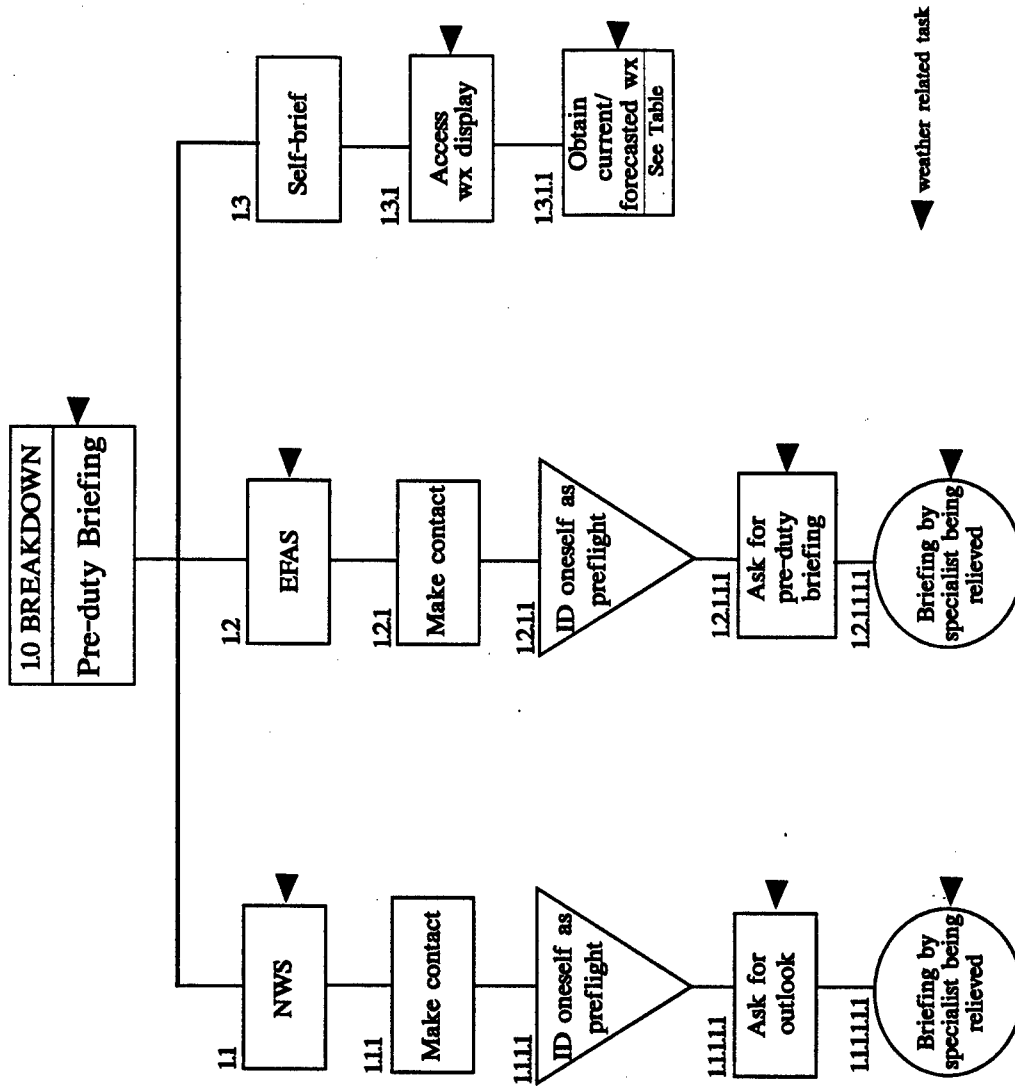 1.0 BREAKDOWN
Pre-duty Briefing
1.1
NWS
1.1.1
Make contact
1.1.1.1
ID oneself as
preflight
1.1.1.1.1
Ask for
outlook
1.1.1.1.1.1
Briefing by
specialist being
relieved
1.2
EFAS
1.2.1
Make contact
1.2.1.1
ID oneself as
preflight
1.2.1.1.1
Ask for
pre-duty
briefing
1.2.1.1.1.1
Briefing by
specialist being
relieved
1.3
Self-brief
1.3.1
Access
wx display
1.3.1.1
Obtain
current/
forecasted wx
See Table
weather related task